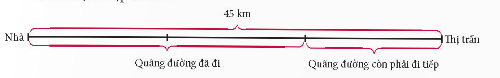 45 km
Nhà Thị trấn
Quãng đường đã đi Quãng đường còn phải đi tiếp